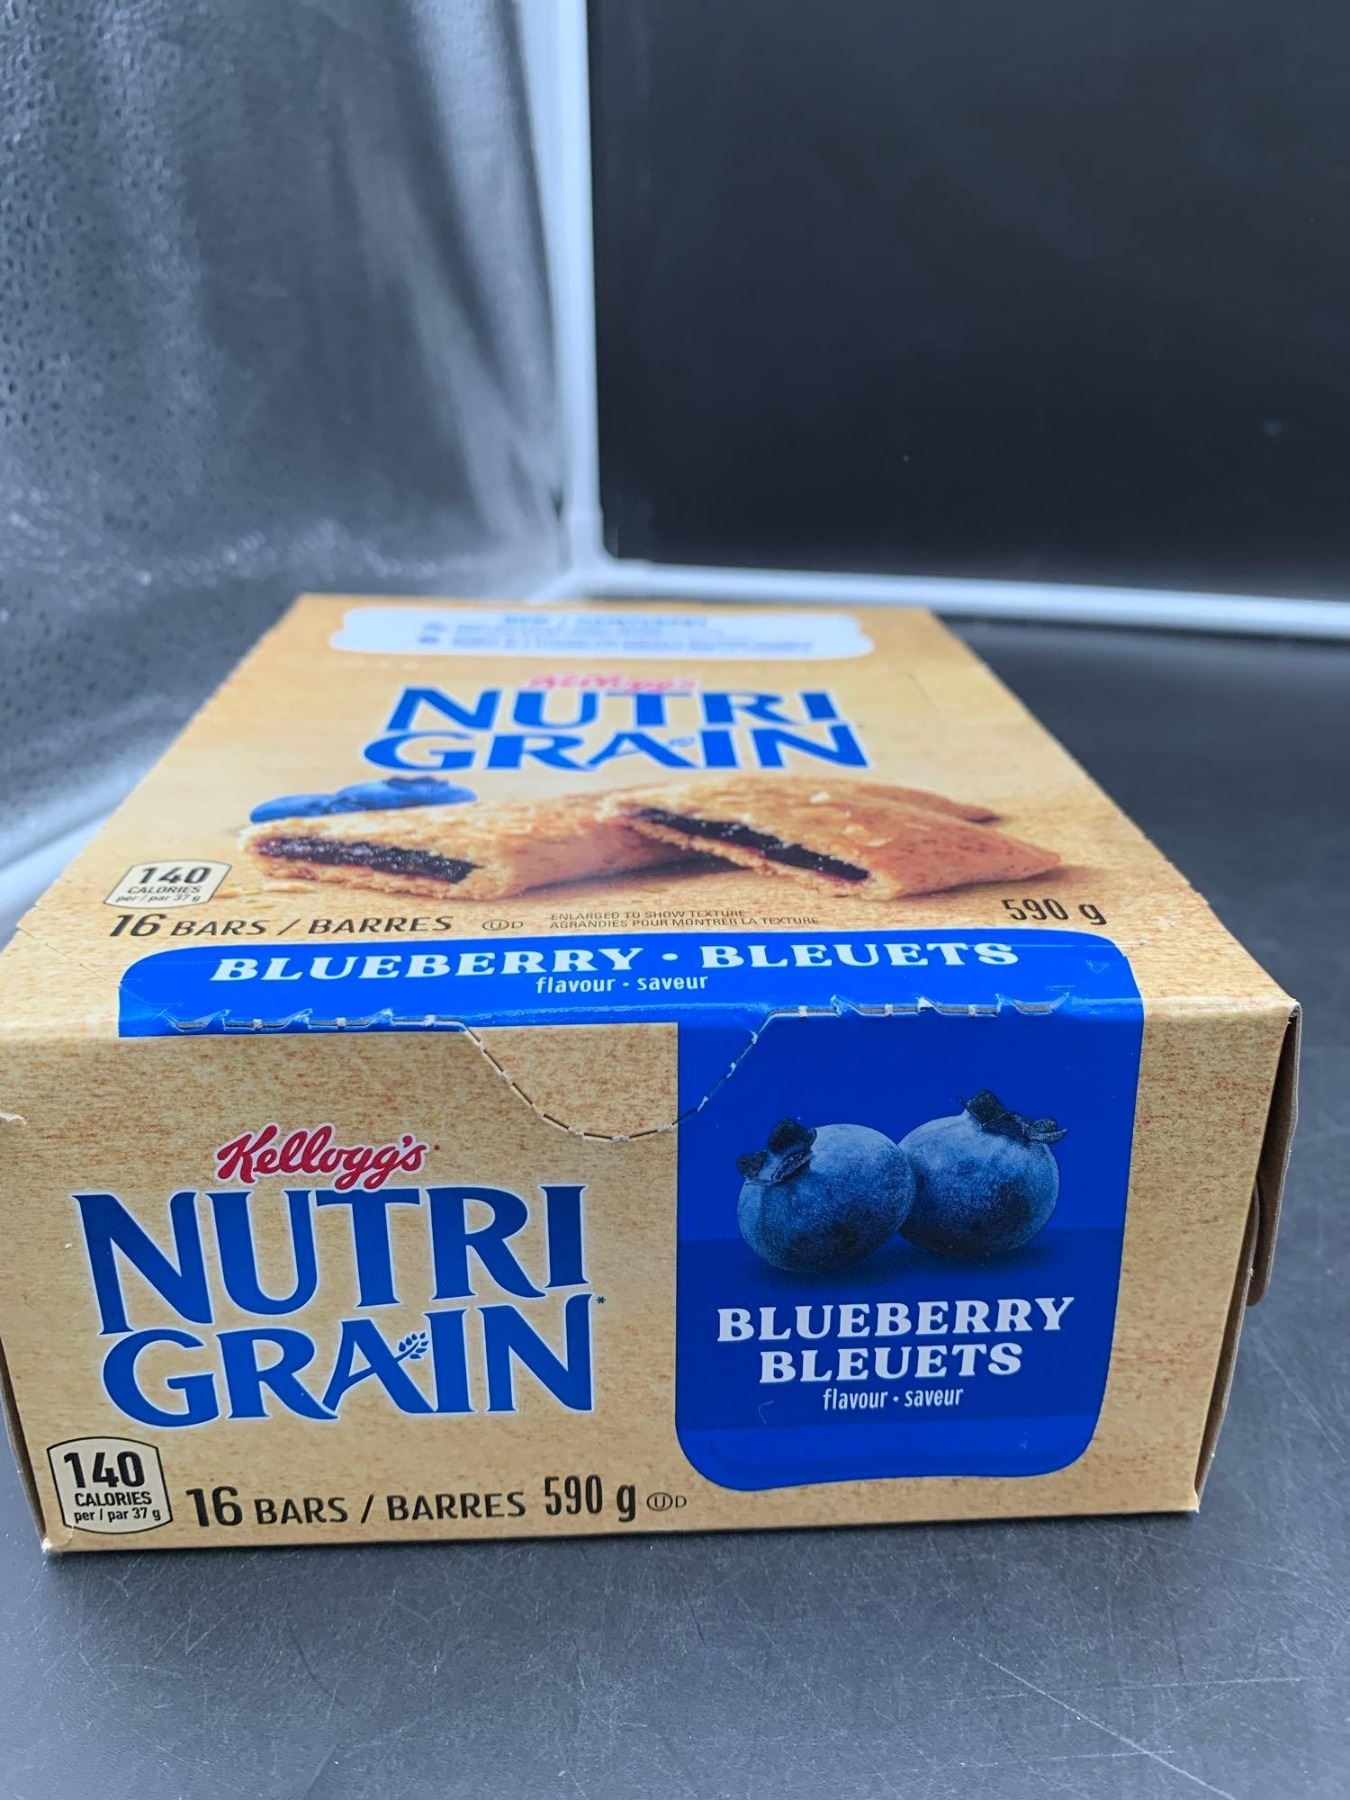 Kellogg's
NUTRI
GRAIN
140
CALORIES
per / par 37 g
16 BARS / BARRES UD
ENLARGED TO SHOW TEXTURE
AGRANDIES POUR MONTRER LA TEXTURE
590 g
BLUEBERRY • BLEUETS
flavour • saveur
Kellogg's
NUTRI
GRAIN*
BLUEBERRY
BLEUETS
flavour • saveur
140
CALORIES
per / par 37 g
16 BARS / BARRES 590 g UD